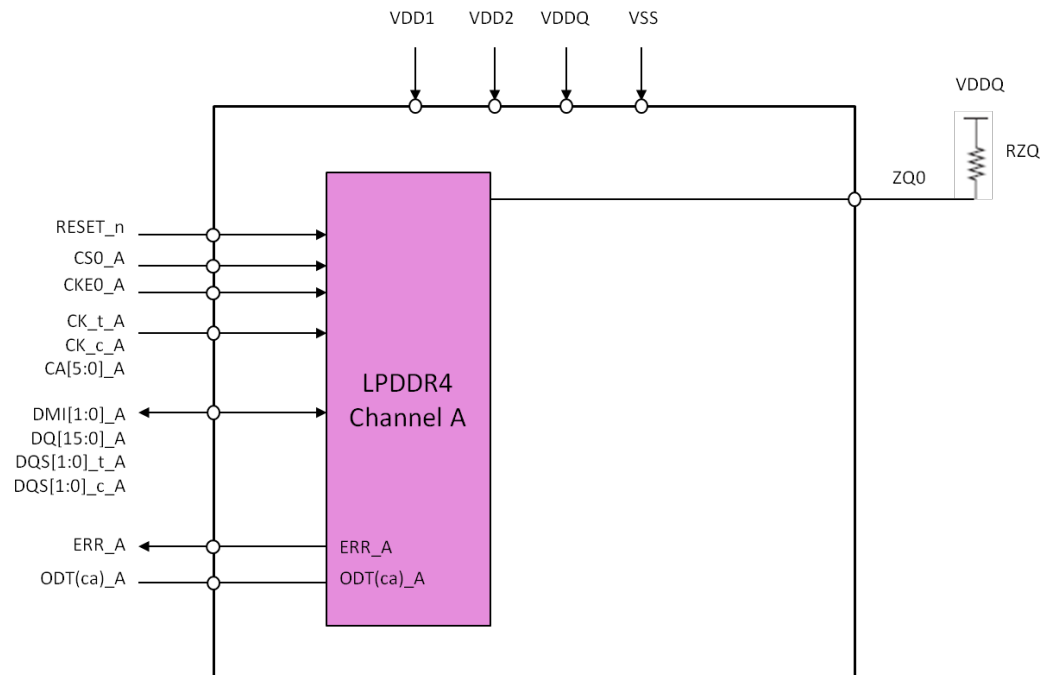 VDD1 VDD2 VDDQ VSS
VDDQ
RZQ
ZQ0
RESET_n
CS0_A
CKE0_A
CK_t_A
CK_c_A
CA[5:0]_A
LPDDR4
Channel A
DMI[1:0]_A
DQ[15:0]_A
DQS[1:0]_t_A
DQS[1:0]_c_A
ERR_A ERR_A
ODT(ca)_A ODT(ca)_A